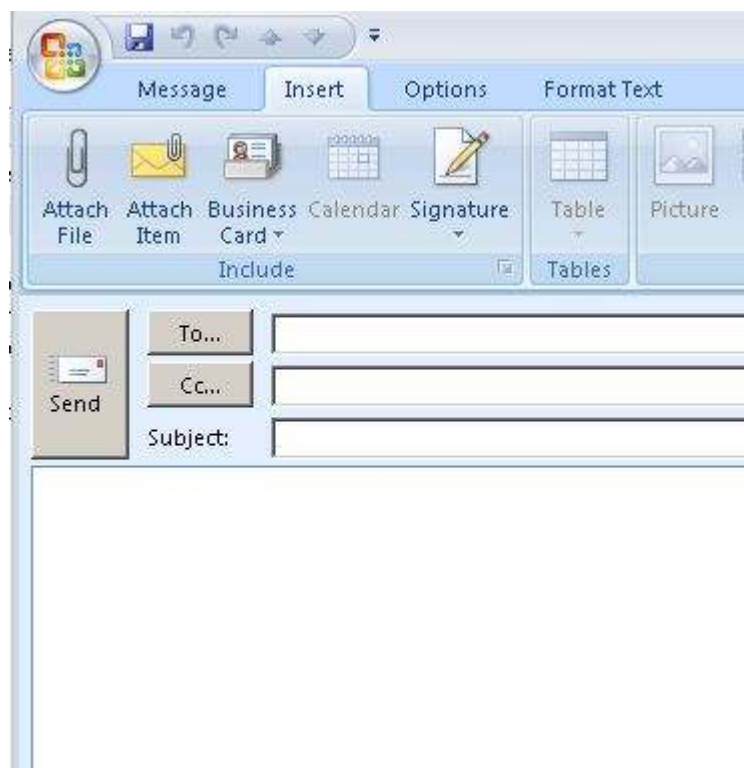 Message Insert Options Format Text
Attach File
Attach Item
Business Card
Calendar
Signature
Table
Picture
Include
Tables
To...
Send
Cc...
Subject: